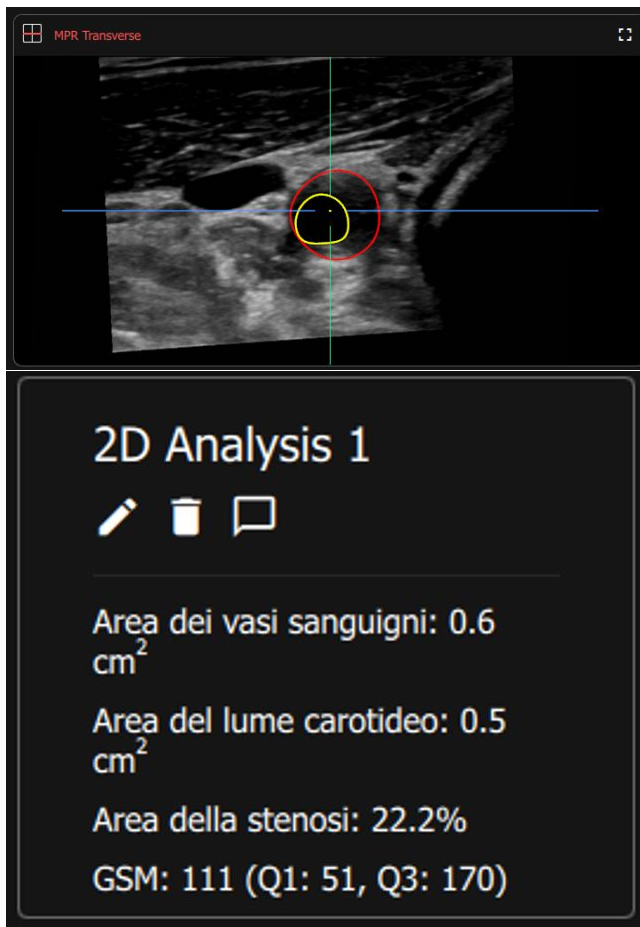 MPR Transverse
2D Analysis 1
Area dei vasi sanguigni: 0.6
cm²
Area del lume carotideo: 0.5
cm²
Area della stenosi: 22.2%
GSM: 111 (Q1: 51, Q3: 170)